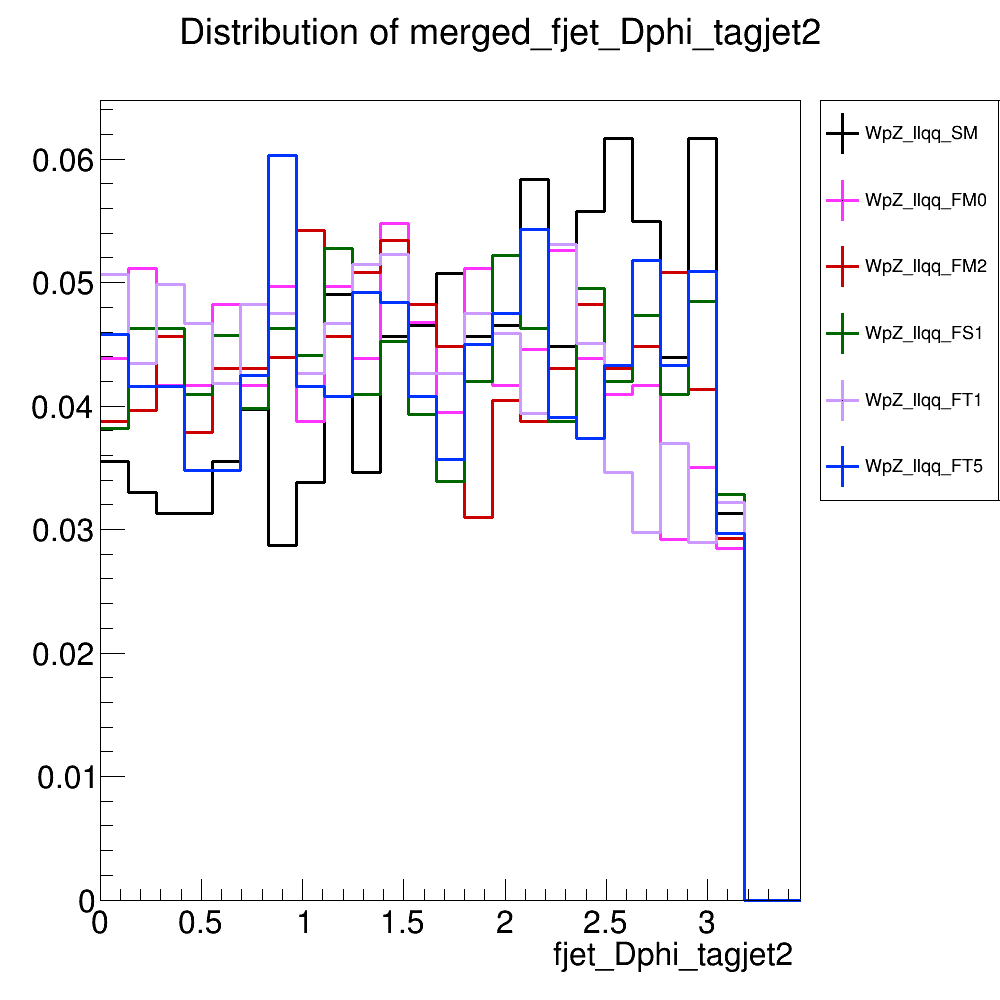 Distribution of merged_fjet_Dphi_tagjet2
0.06
0.05
0.04
0.03
0.02
0.01
0
0 0.5 1 1.5 2 2.5 3
fjet_Dphi_tagjet2
WpZ_llqq_SM
WpZ_llqq_FM0
WpZ_llqq_FM2
WpZ_llqq_FS1
WpZ_llqq_FT1
WpZ_llqq_FT5